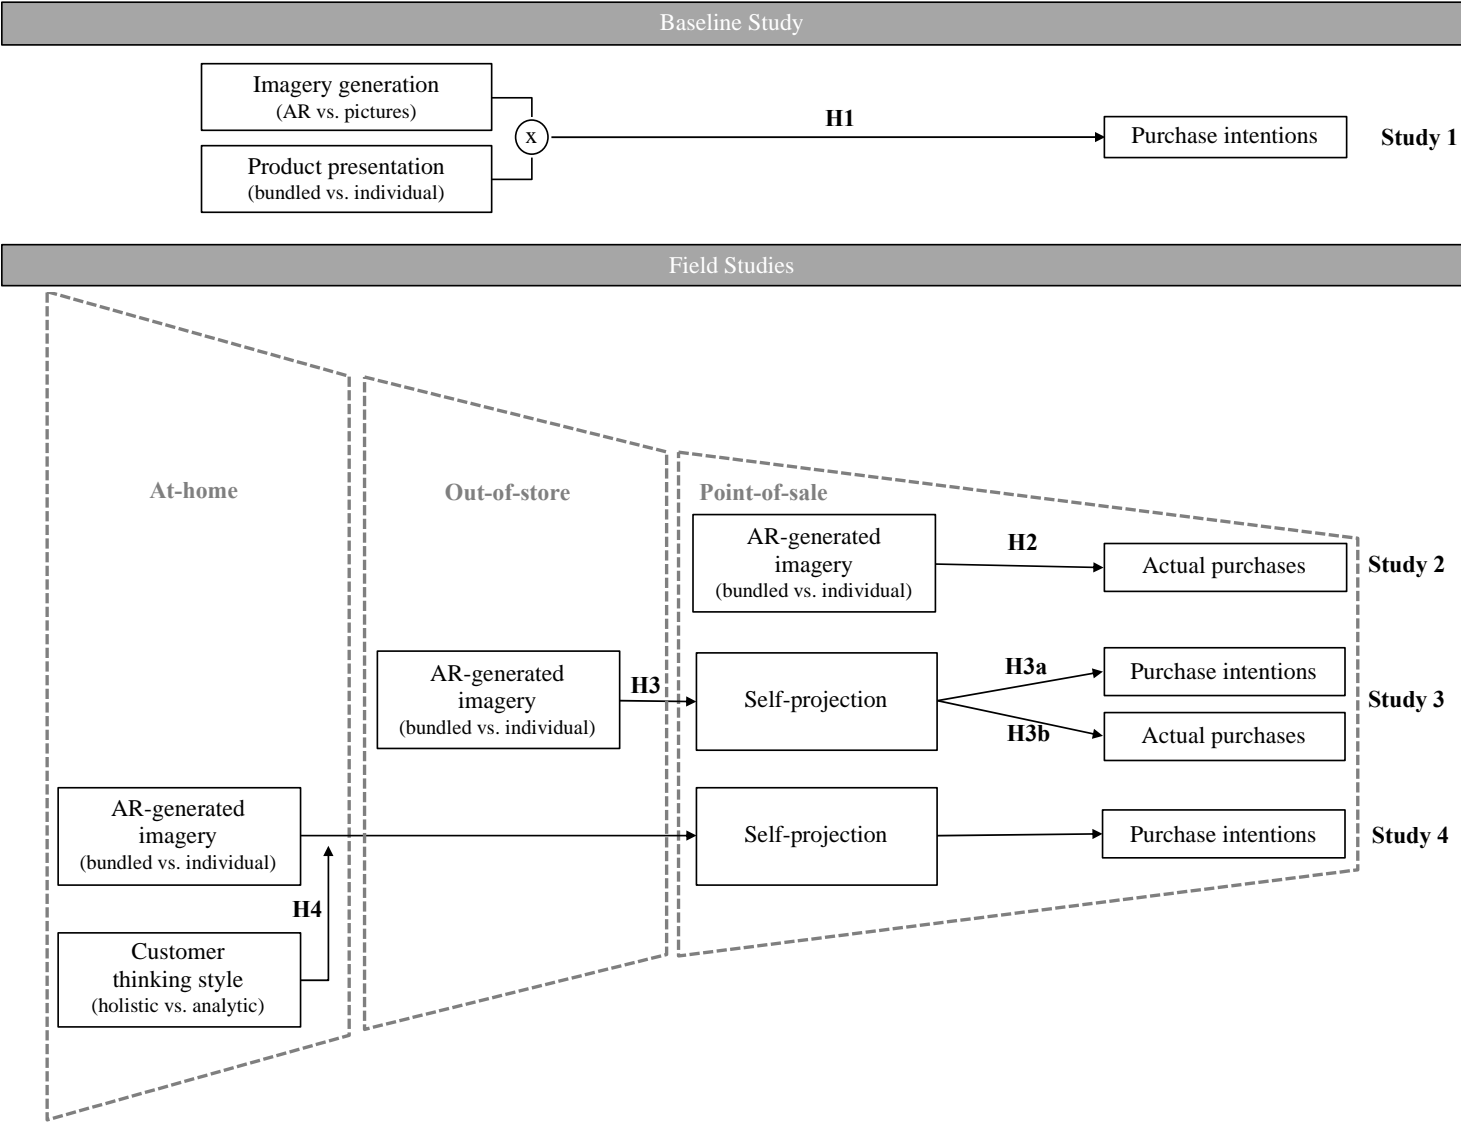 Baseline Study
Imagery generation
(AR vs. pictures)
H1
x
Purchase intentions
Study 1
Product presentation
(bundled vs. individual)
Field Studies
At-home
Out-of-store
Point-of-sale
AR-generated
imagery
(bundled vs. individual)
H2
Actual purchases
Study 2
AR-generated
imagery
(bundled vs. individual)
H3
Self-projection
H3a
Purchase intentions
H3b
Actual purchases
Study 3
AR-generated
imagery
(bundled vs. individual)
Self-projection
Purchase intentions
Study 4
H4
Customer
thinking style
(holistic vs. analytic)